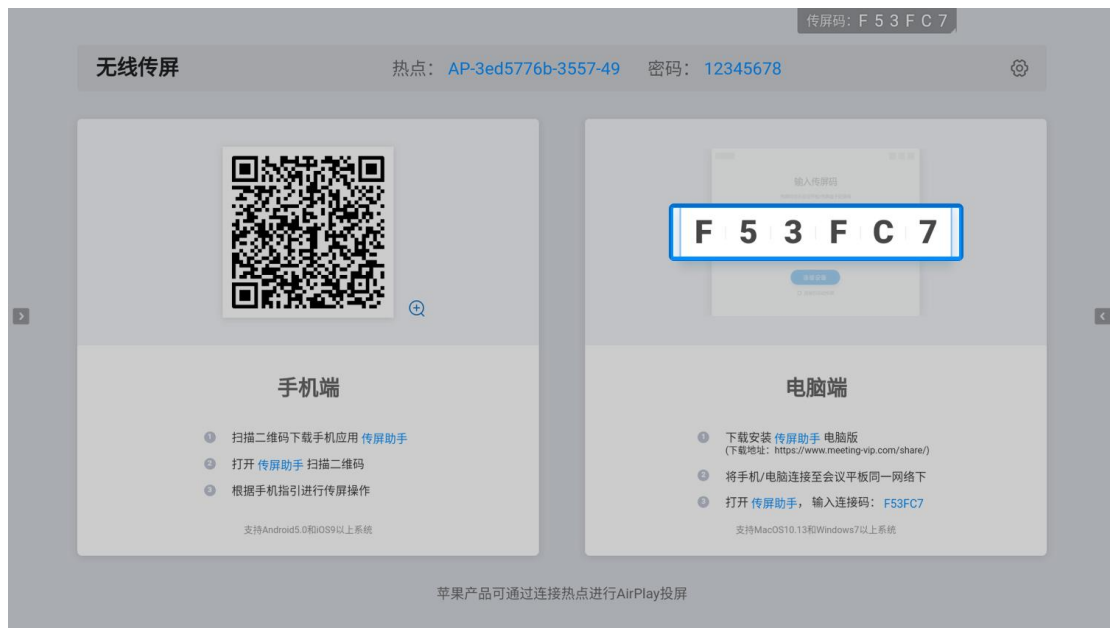 传屏码：F 5 3 F C 7
无线传屏 热点： AP-3ed5776b-3557-49 密码： 12345678
输入传屏码
F 5 3 F C 7
手机端
1 扫描二维码下载手机应用 传屏助手
2 打开 传屏助手 扫描二维码
3 根据手机指引进行传屏操作
支持Android5.0和iOS9以上系统
电脑端
1 下载安装 传屏助手 电脑版
(下载地址：https://www.meeting-vip.com/share/)
2 将手机/电脑连接至会议平板同一网络下
3 打开 传屏助手， 输入连接码： F53FC7
支持MacOS10.13和Windows7以上系统
苹果产品可通过连接热点进行AirPlay投屏